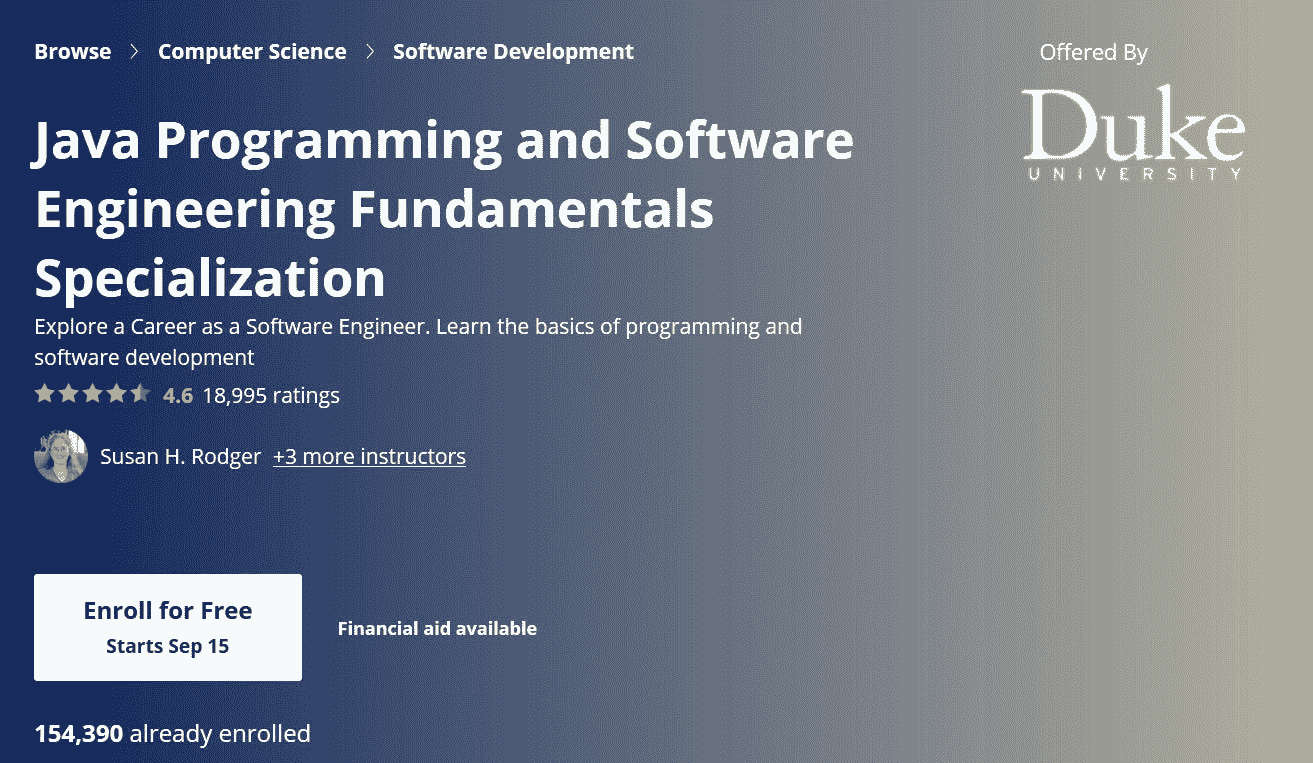 Browse > Computer Science > Software Development
Offered By
Duke
UNIVERSITY
Java Programming and Software
Engineering Fundamentals
Specialization
Explore a Career as a Software Engineer. Learn the basics of programming and
software development
4.6 18,995 ratings
Susan H. Rodger +3 more instructors
Enroll for Free
Starts Sep 15
Financial aid available
154,390 already enrolled